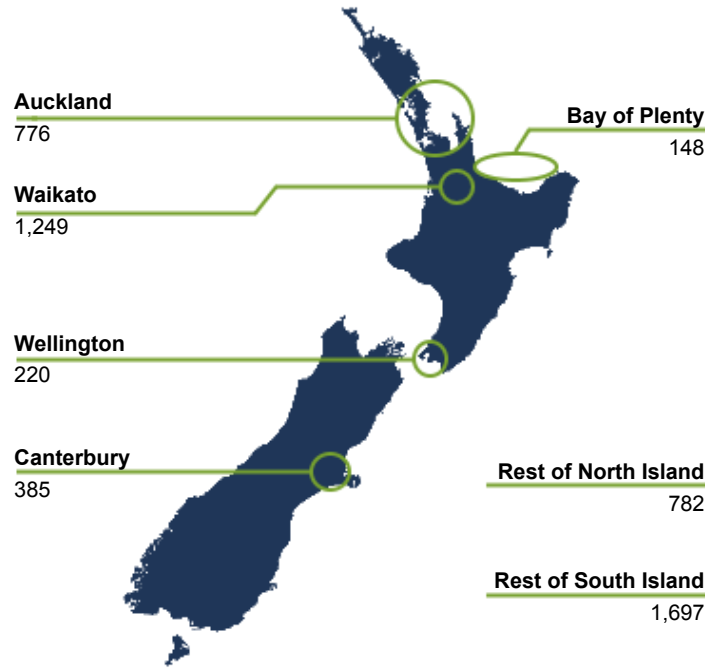 Auckland
776
Bay of Plenty
148
Waikato
1,249
Wellington
220
Canterbury
385
Rest of North Island
782
Rest of South Island
1,697